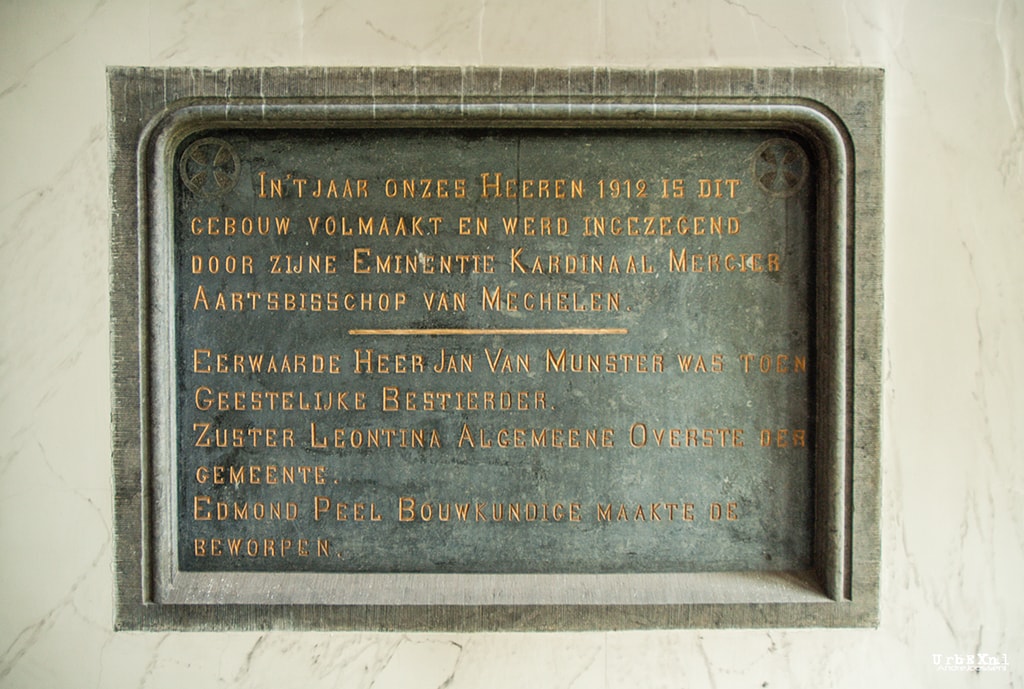 In 't jaar onzes Heeren 1912 is dit
gebouw volmaakt en werd ingezegend
door zijne Eminentie Kardinaal Mercier
Aartsbisschop van Mechelen.
Eerwaarde Heer Jan Van Munster was toen
Geestelijke Bestierder.
Zuster Leontina Algemeene Overste der
gemeente.
Edmond Peel Bouwkundige maakte de
beworpen.
UrbEXnl